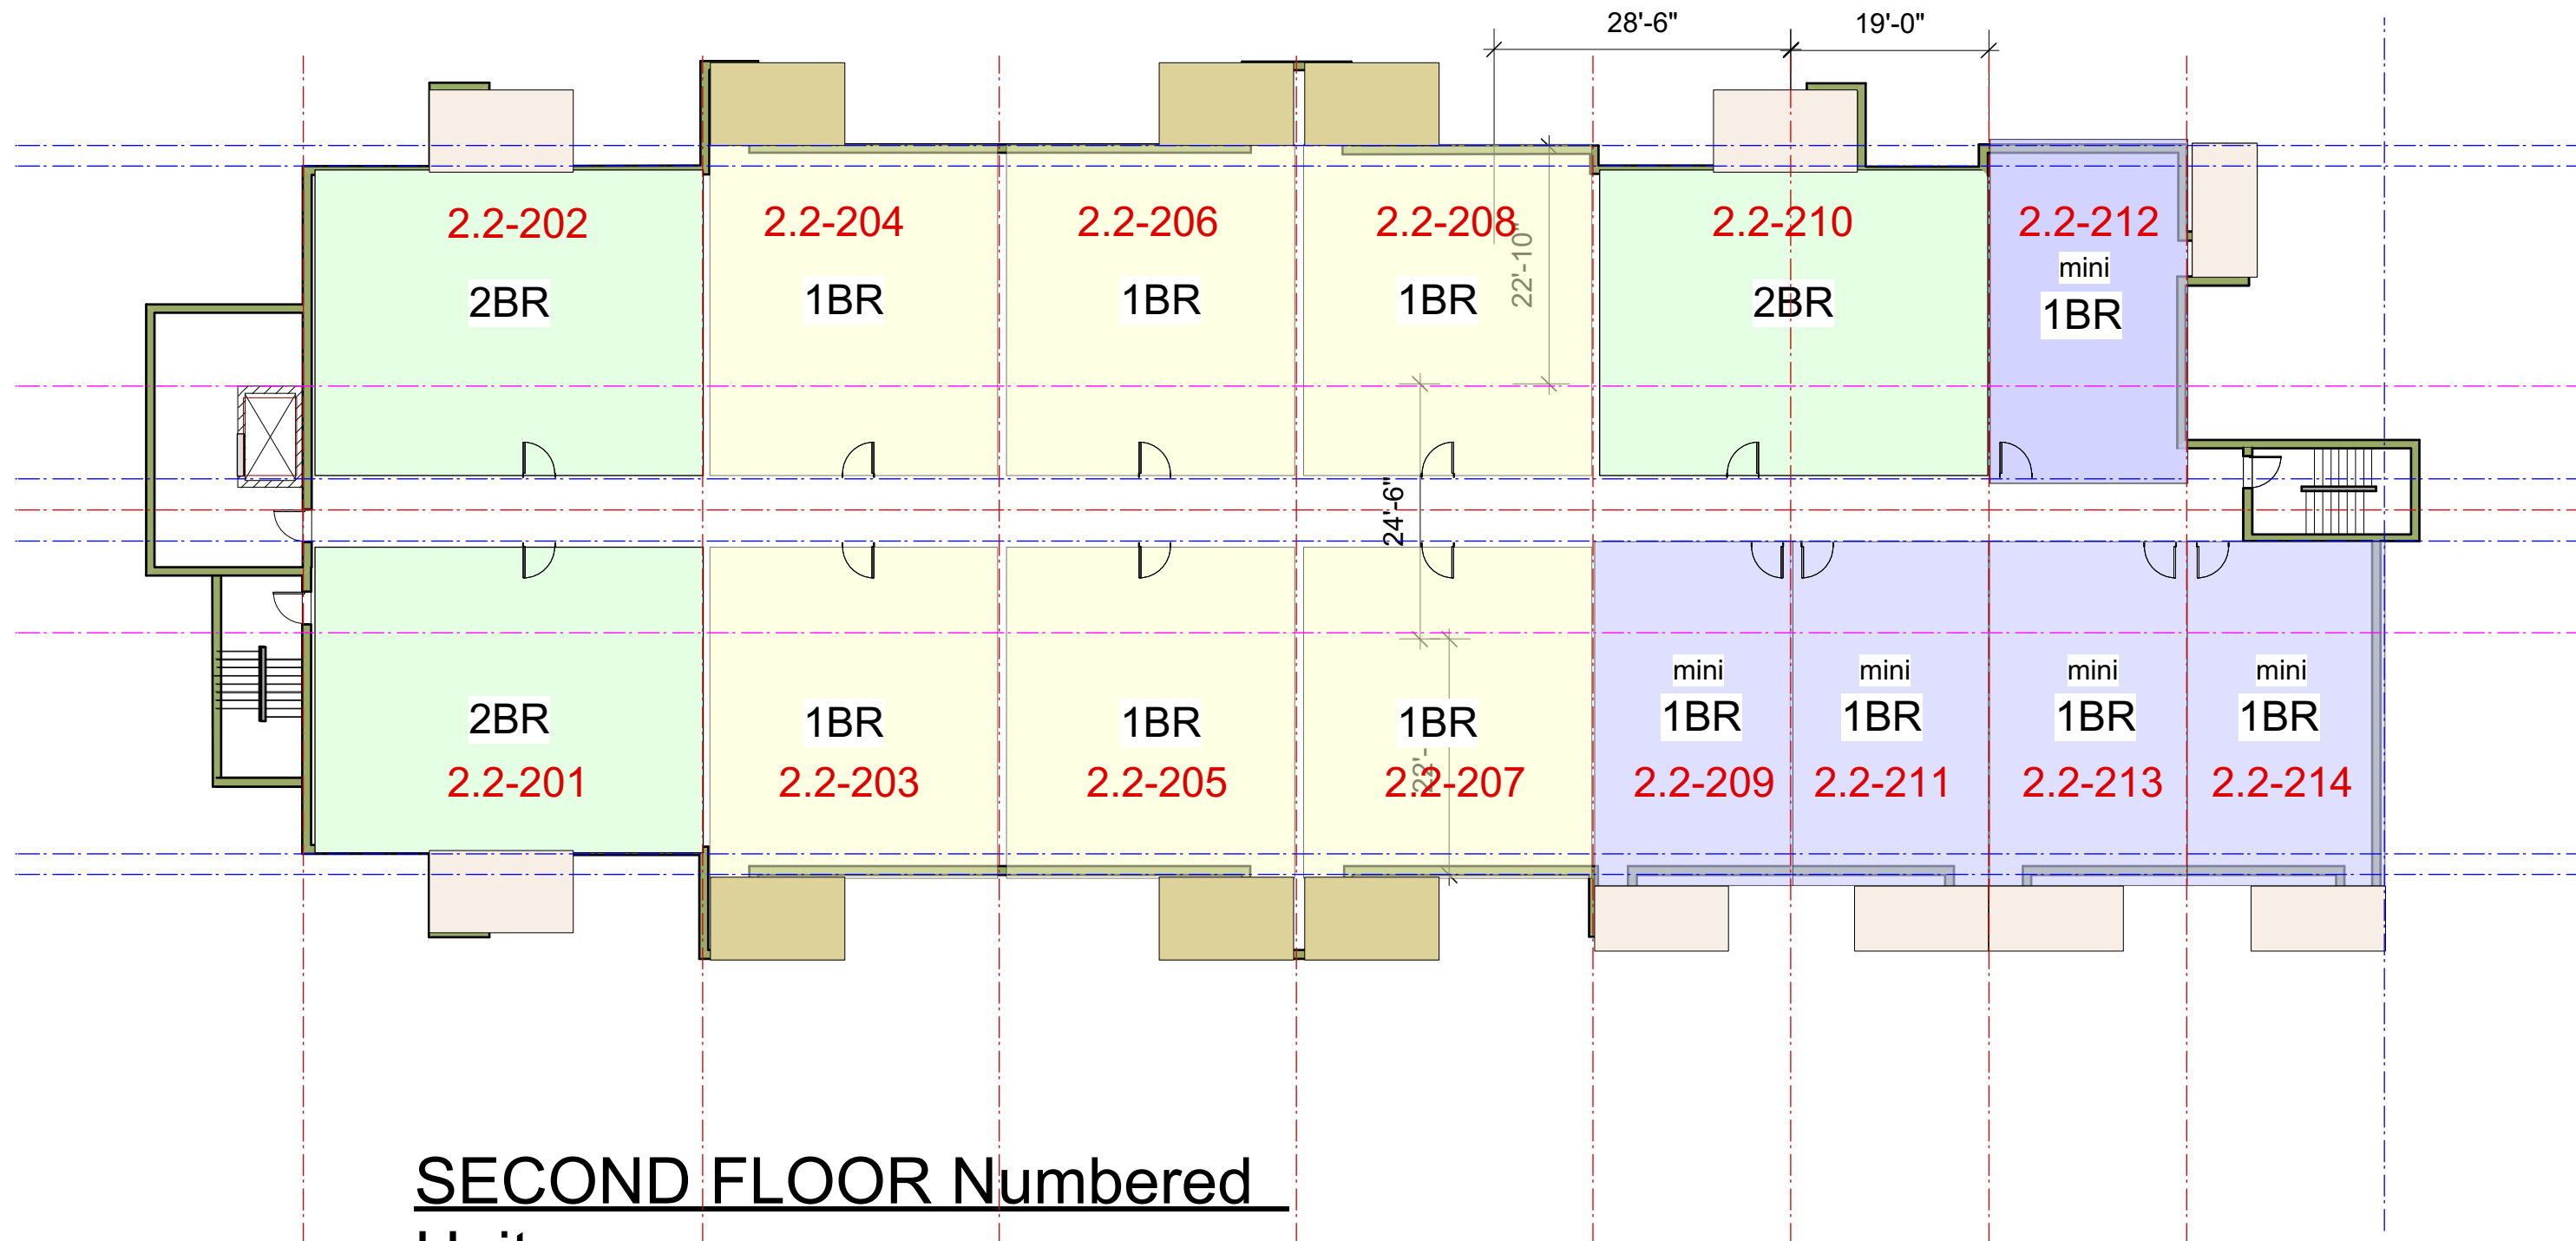 28'-6" 19'-0"
2.2-202 2.2-204 2.2-206 2.2-208 2.2-210 2.2-212
22'-10"
mini
2BR 1BR 1BR 1BR 2BR 1BR
24'-6"
mini mini mini mini
2BR 1BR 1BR 1BR 1BR 1BR 1BR 1BR
22'-
2.2-201 2.2-203 2.2-205 2.2-207 2.2-209 2.2-211 2.2-213 2.2-214
SECOND FLOOR Numbered